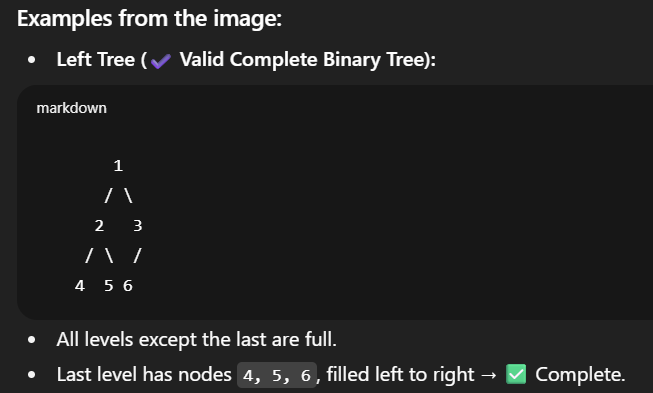 Examples from the image:
• Left Tree (✔ Valid Complete Binary Tree):
markdown
1
/ \
2   3
/ \  /
4  5 6
• All levels except the last are full.
• Last level has nodes 4, 5, 6, filled left to right → ✅ Complete.